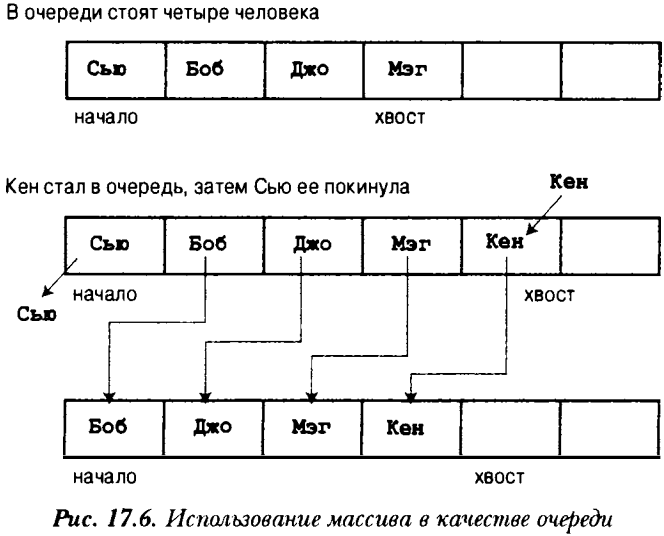 В очереди стоят четыре человека
Сью Боб Джо Мэг
начало хвост
Кен стал в очередь, затем Сью ее покинула
Кен
Сью Боб Джо Мэг Кен
начало хвост
Сью
Боб Джо Мэг Кен
начало хвост
Рис. 17.6. Использование массива в качестве очереди